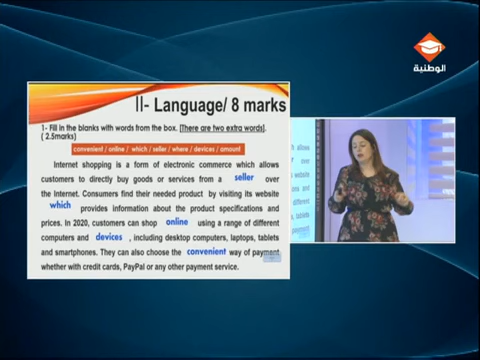 الوطنية
II- Language/ 8 marks
1- Fill in the blanks with words from the box. [There are two extra words].
( 2.5marks)
convenient / online / which / seller / where / devices / amount
Internet shopping is a form of electronic commerce which allows
customers to directly buy goods or services from a seller over
the Internet. Consumers find their needed product by visiting its website
which provides information about the product specifications and
prices. In 2020, customers can shop online using a range of different
computers and devices , including desktop computers, laptops, tablets
and smartphones. They can also choose the convenient way of payment
whether with credit cards, PayPal or any other payment service.